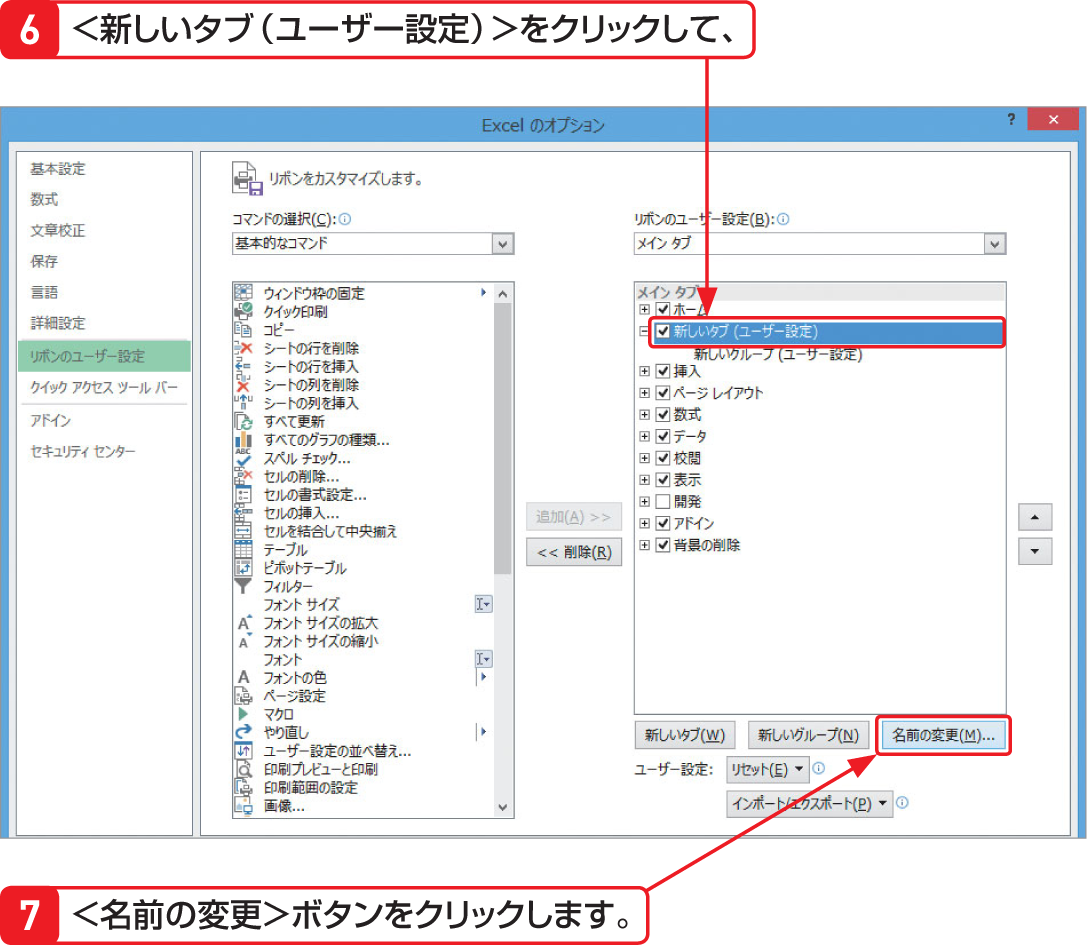 6 <新しいタブ(ユーザー設定)>をクリックして、
Excel のオプション
?
基本設定
数式
文章校正
保存
言語
詳細設定
リボンのユーザー設定
クイック アクセス ツール バー
アドイン
セキュリティ センター
リボンをカスタマイズします。
コマンドの選択(C):
基本的なコマンド
ウィンドウ枠の固定
クイック印刷
コピー
シートの行を削除
シートの行を挿入
シートの列を削除
シートの列を挿入
すべて更新
すべてのグラフの種類...
スペル チェック...
セルの削除...
セルの書式設定...
セルの挿入...
セルを結合して中央揃え
テーブル
ピボットテーブル
フィルター
フォント サイズ
フォント サイズの拡大
フォント サイズの縮小
フォント
フォントの色
ページ設定
マクロ
やり直し
ユーザー設定の並べ替え...
印刷プレビューと印刷
印刷範囲の設定
画像...
追加(A) >>
<< 削除(R)
リボンのユーザー設定(B):
メイン タブ
メイン タブ
ホーム
新しいタブ (ユーザー設定)
新しいグループ (ユーザー設定)
挿入
ページ レイアウト
数式
データ
校閲
表示
開発
アドイン
背景の削除
新しいタブ(W)
新しいグループ(N)
名前の変更(M)...
ユーザー設定:
リセット(E)
インポート/エクスポート(P)
7 <名前の変更>ボタンをクリックします。